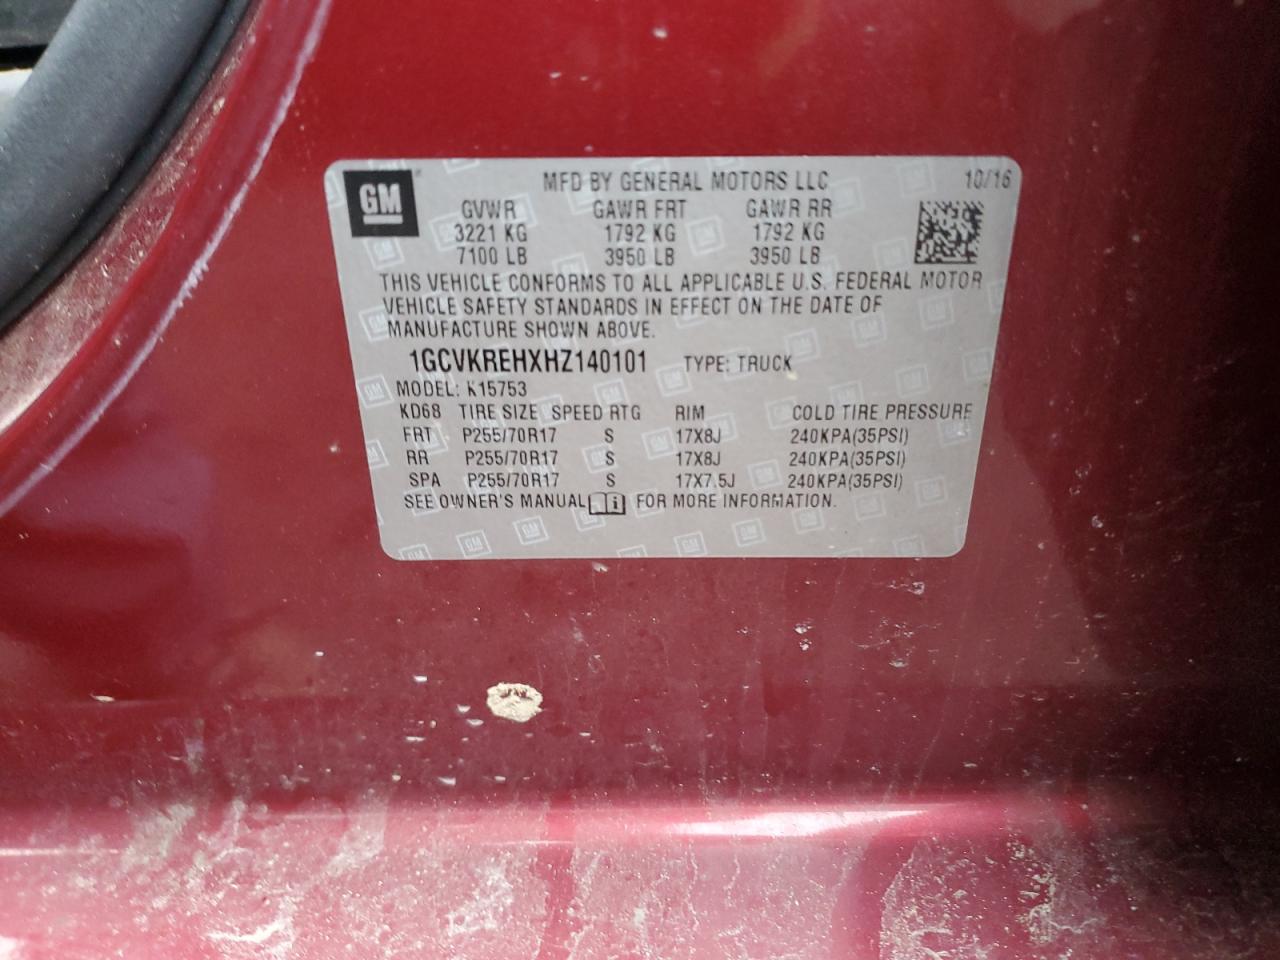 GM MFD BY GENERAL MOTORS LLC 10/16
GVWR GAWR FRT GAWR RR
3221 KG 1792 KG 1792 KG
7100 LB 3950 LB 3950 LB
THIS VEHICLE CONFORMS TO ALL APPLICABLE U.S. FEDERAL MOTOR
VEHICLE SAFETY STANDARDS IN EFFECT ON THE DATE OF
MANUFACTURE SHOWN ABOVE.
1GCVKREHXHZ140101 TYPE: TRUCK
MODEL: K15753
KD68 TIRE SIZE SPEED RTG RIM COLD TIRE PRESSURE
FRT P255/70R17 S 17X8J 240KPA(35PSI)
RR P255/70R17 S 17X8J 240KPA(35PSI)
SPA P255/70R17 S 17X7.5J 240KPA(35PSI)
SEE OWNER'S MANUAL i FOR MORE INFORMATION.